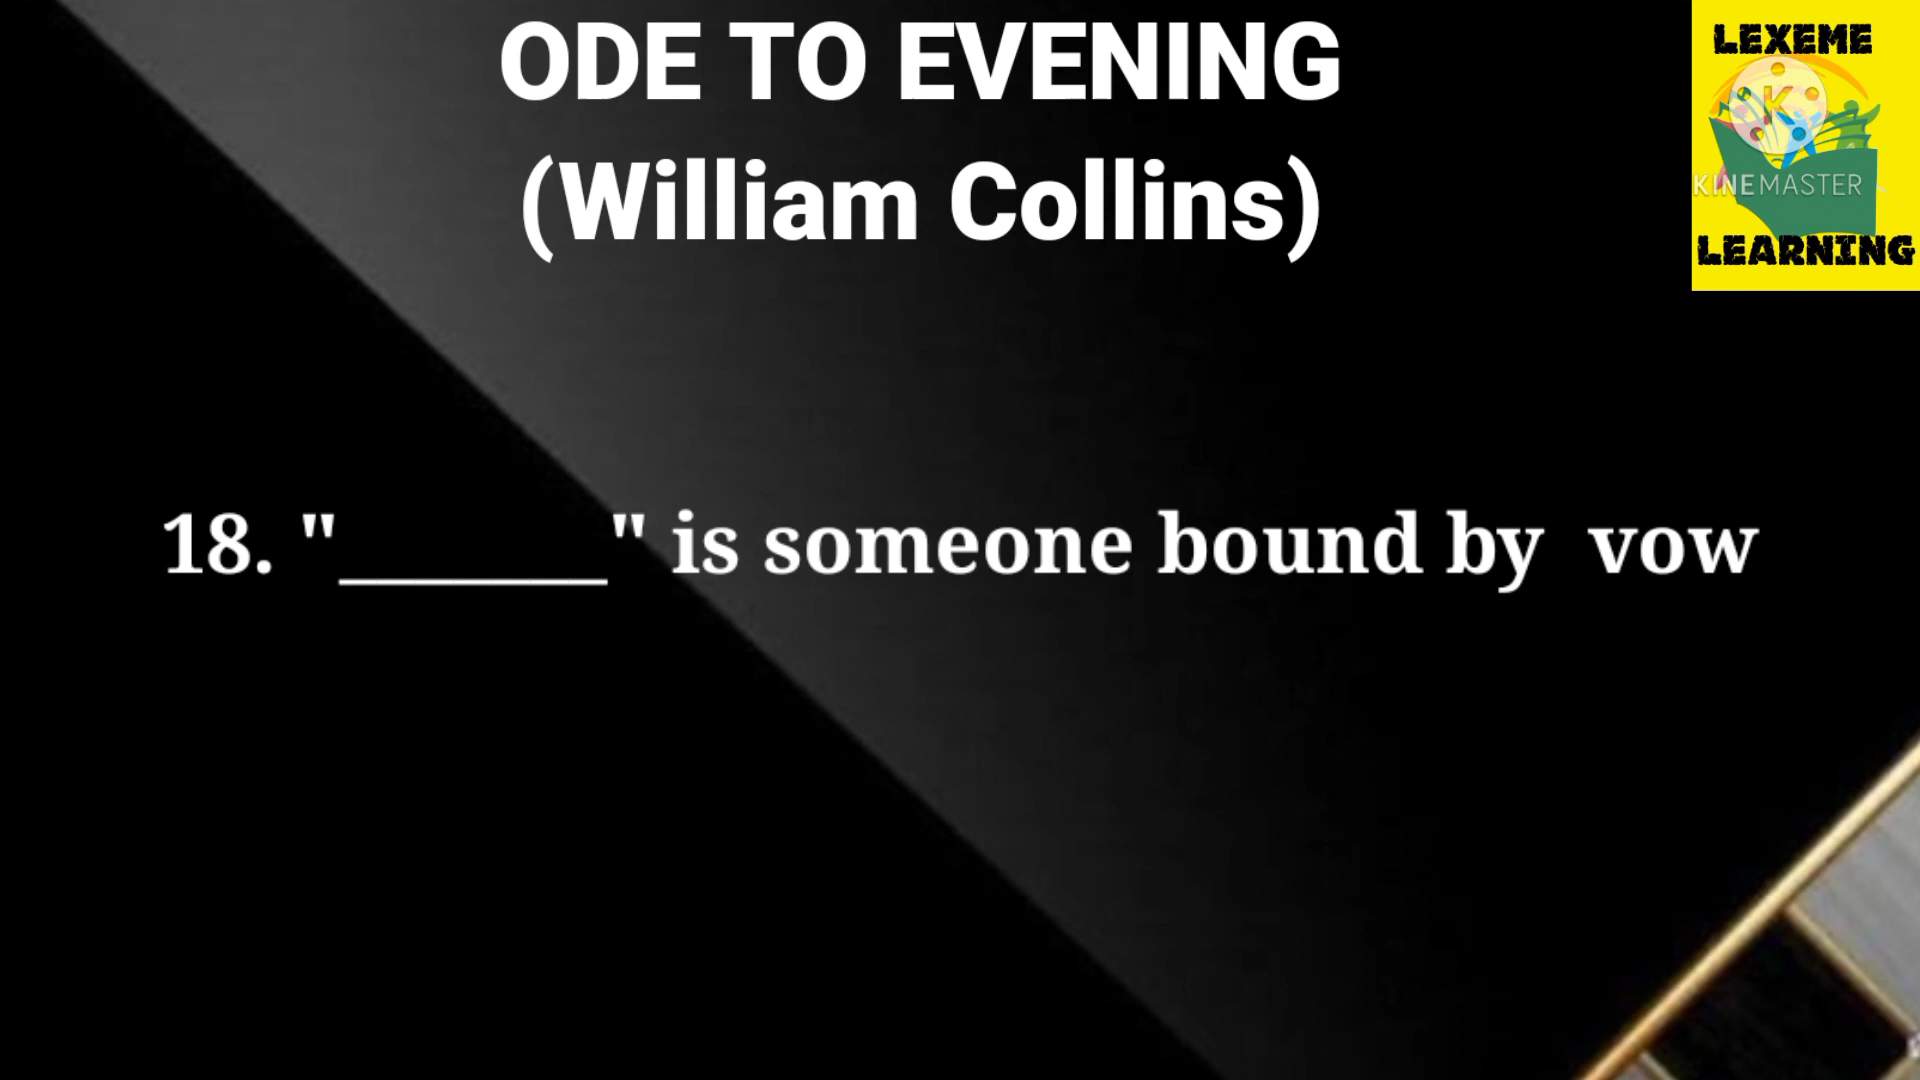 ODE TO EVENING
(William Collins)
LEXEME
K
KINEMASTER
LEARNING
18. "_______" is someone bound by vow